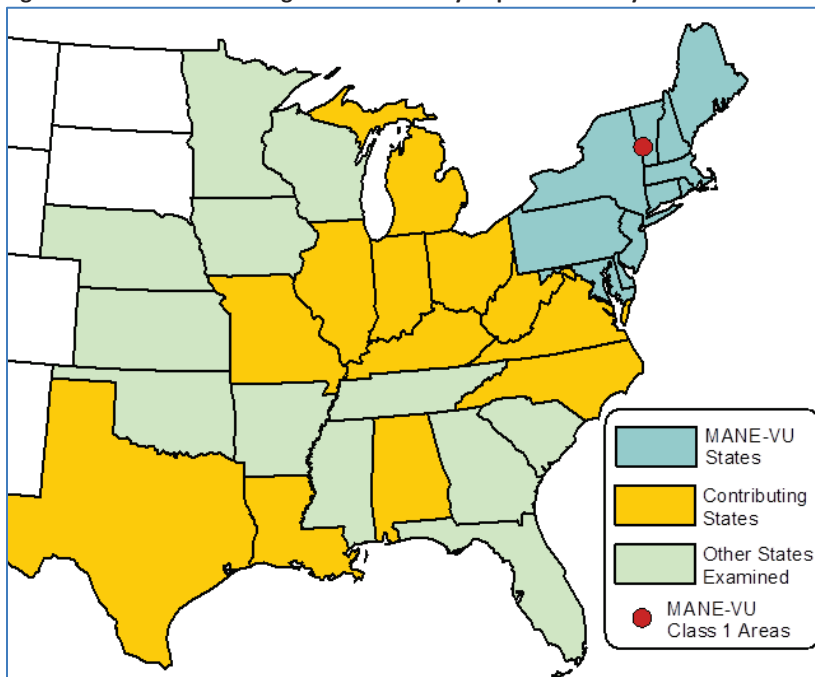 MANE-VU
States
Contributing
States
Other States
Examined
MANE-VU
Class 1 Areas